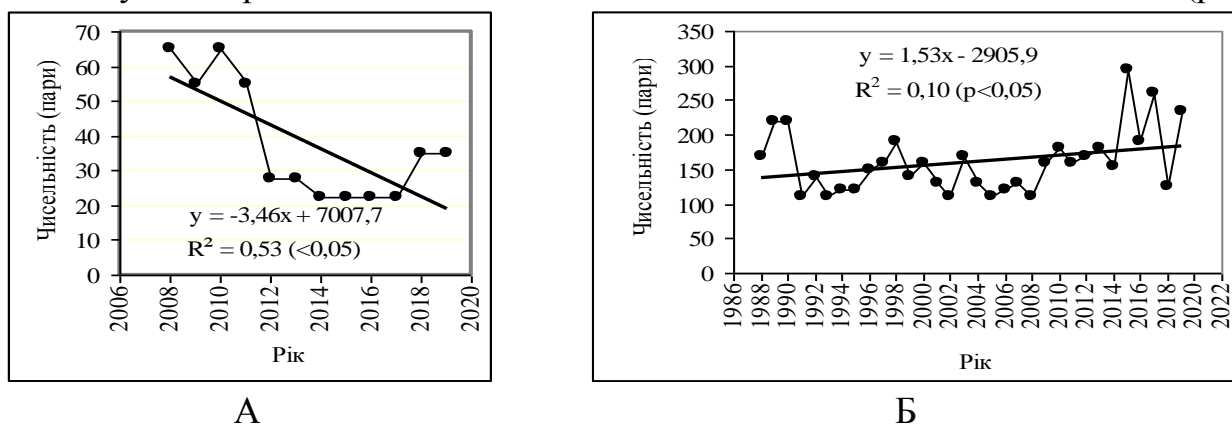 70
60
50
40
30
20
10
0
Чисельність (пари)
y = -3,46x + 7007,7
R² = 0,53 (<0,05)
2006 2008 2010 2012 2014 2016 2018 2020
Рік
А
350
300
250
200
150
100
50
0
Чисельність (пари)
y = 1,53x - 2905,9
R² = 0,10 (p<0,05)
1986 1988 1990 1992 1994 1996 1998 2000 2002 2004 2006 2008 2010 2012 2014 2016 2018 2020 2022
Рік
Б